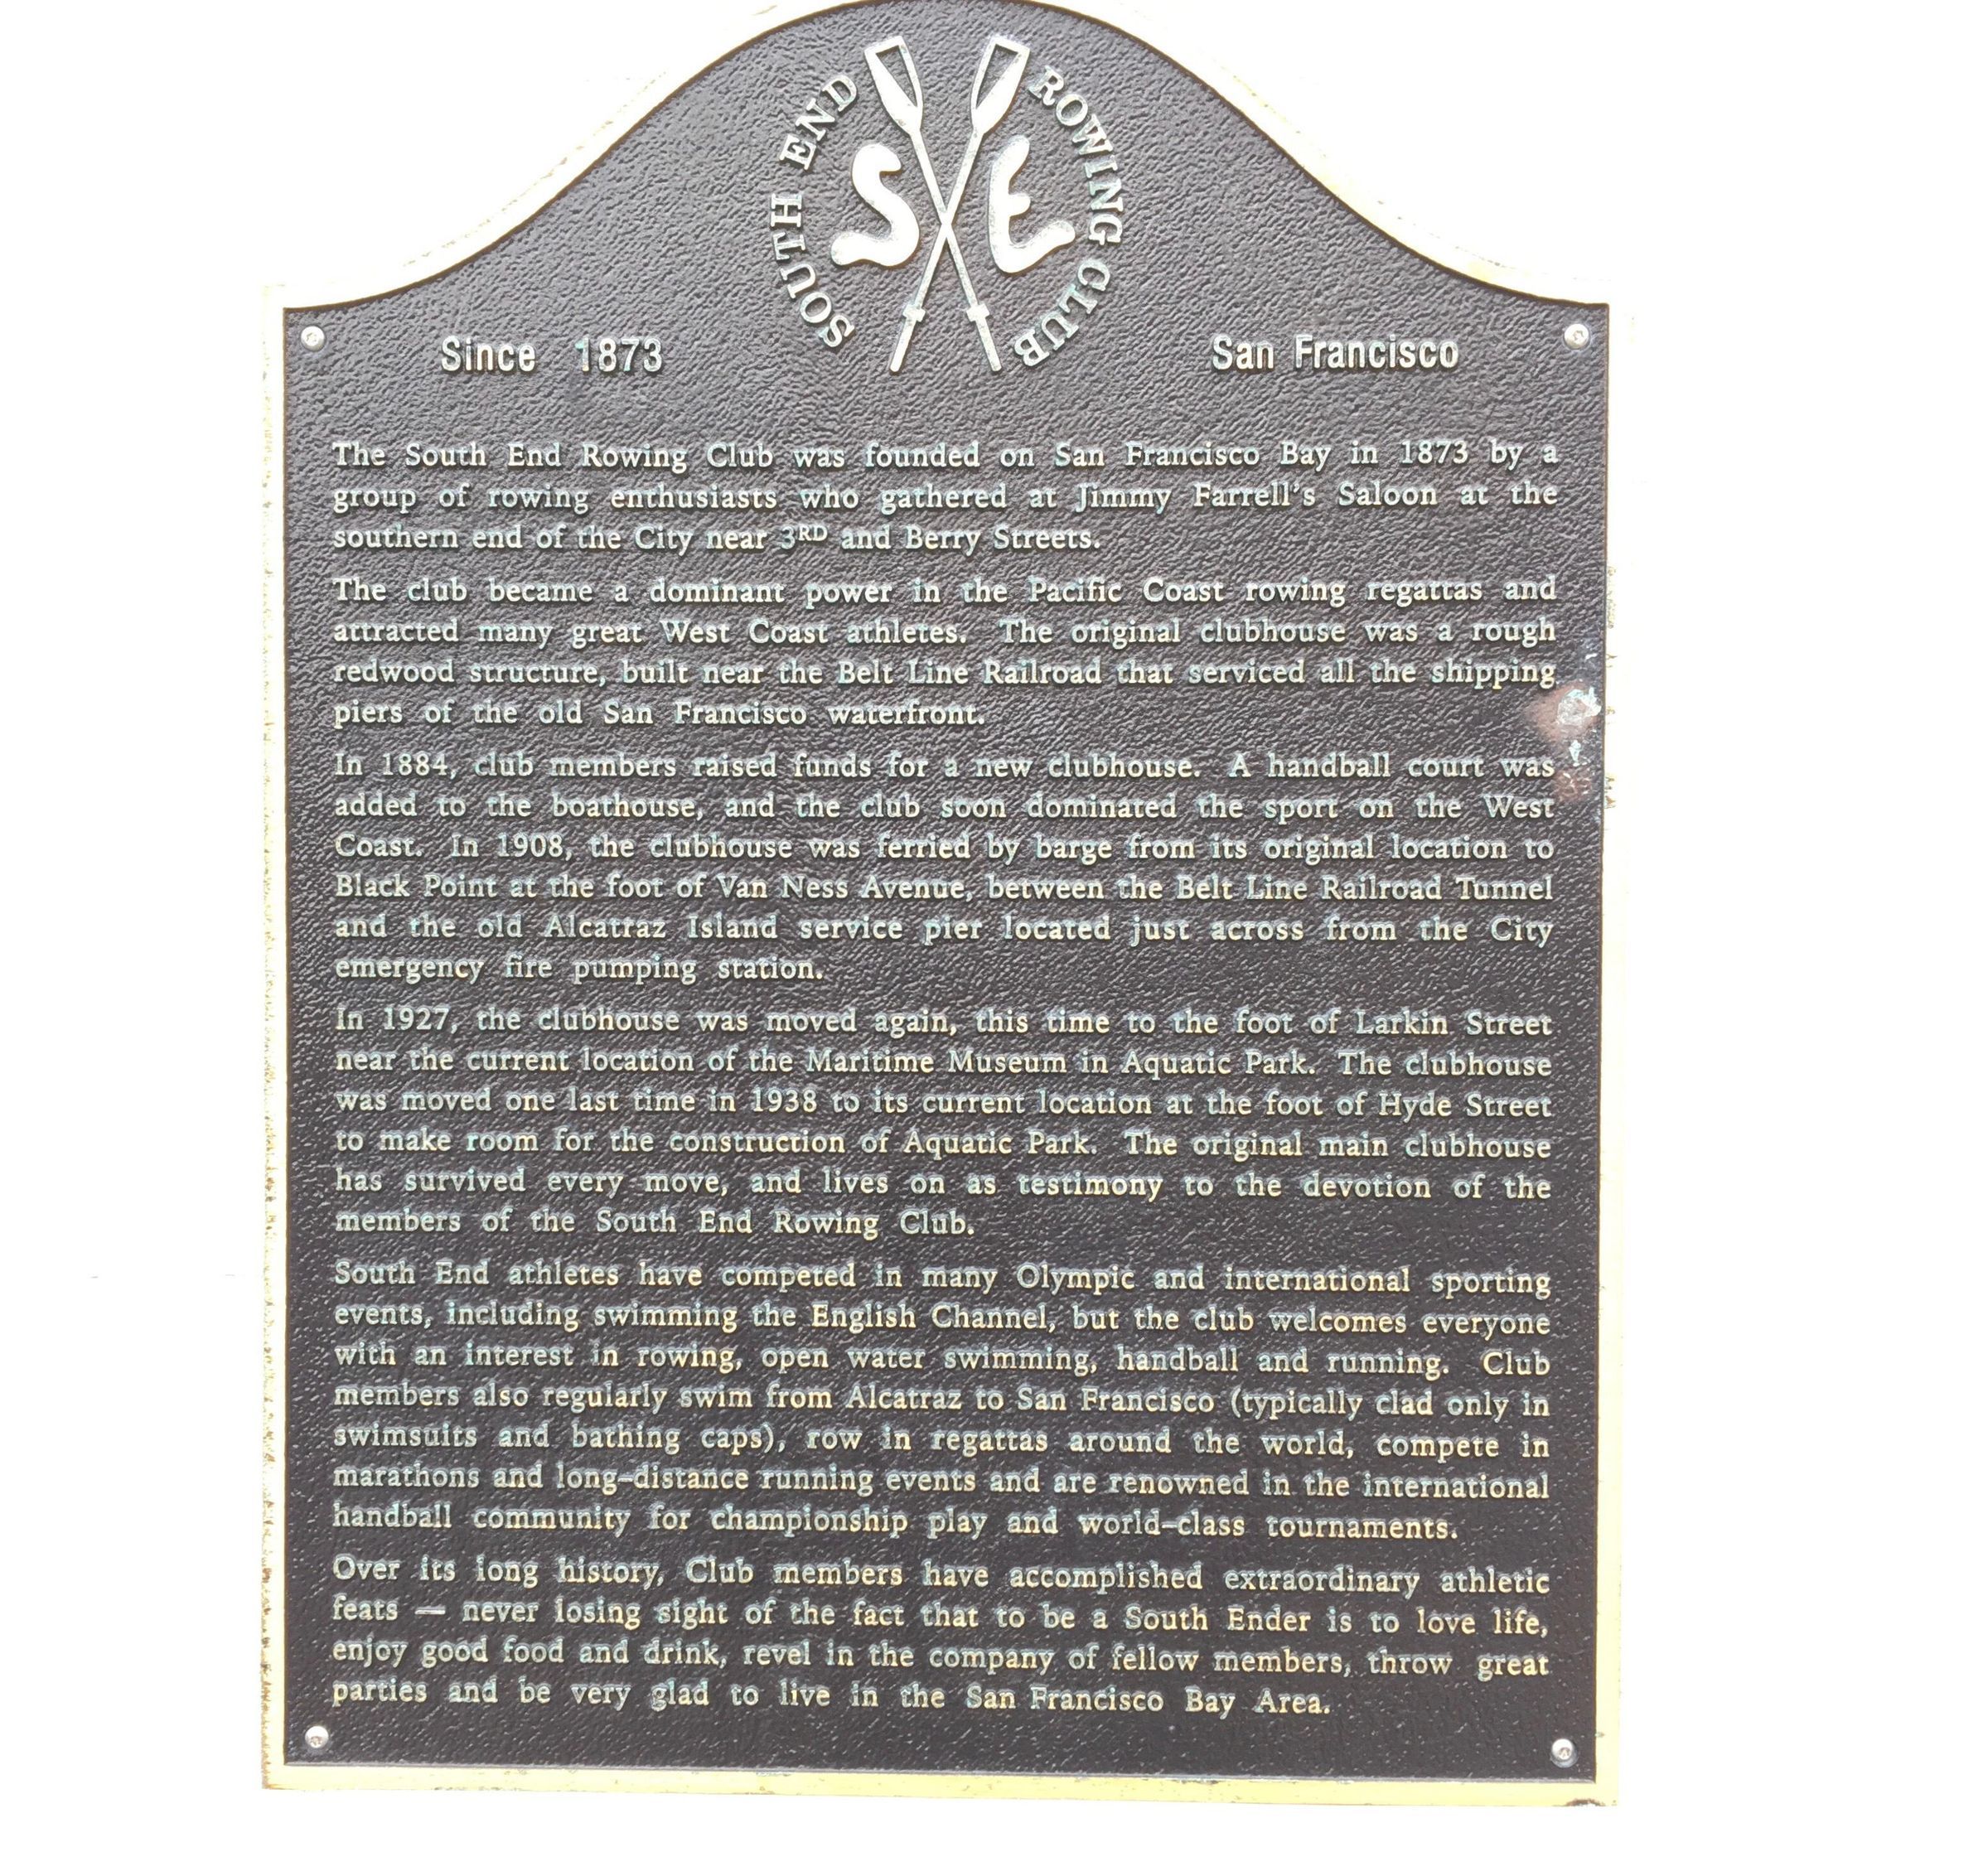 SOUTH END ROWING CLUB
SE
Since 1873
San Francisco
The South End Rowing Club was founded on San Francisco Bay in 1873 by a
group of rowing enthusiasts who gathered at Jimmy Farrell's Saloon at the
southern end of the City near 3RD and Berry Streets.
The club became a dominant power in the Pacific Coast rowing regattas and
attracted many great West Coast athletes. The original clubhouse was a rough
redwood structure, built near the Belt Line Railroad that serviced all the shipping
piers of the old San Francisco waterfront.
In 1884, club members raised funds for a new clubhouse. A handball court was
added to the boathouse, and the club soon dominated the sport on the West
Coast. In 1908, the clubhouse was ferried by barge from its original location to
Black Point at the foot of Van Ness Avenue, between the Belt Line Railroad Tunnel
and the old Alcatraz Island service pier located just across from the City
emergency fire pumping station.
In 1927, the clubhouse was moved again, this time to the foot of Larkin Street
near the current location of the Maritime Museum in Aquatic Park. The clubhouse
was moved one last time in 1938 to its current location at the foot of Hyde Street
to make room for the construction of Aquatic Park. The original main clubhouse
has survived every move, and lives on as testimony to the devotion of the
members of the South End Rowing Club.
South End athletes have competed in many Olympic and international sporting
events, including swimming the English Channel, but the club welcomes everyone
with an interest in rowing, open water swimming, handball and running. Club
members also regularly swim from Alcatraz to San Francisco (typically clad only in
swimsuits and bathing caps), row in regattas around the world, compete in
marathons and long-distance running events and are renowned in the international
handball community for championship play and world-class tournaments.
Over its long history, Club members have accomplished extraordinary athletic
feats — never losing sight of the fact that to be a South Ender is to love life,
enjoy good food and drink, revel in the company of fellow members, throw great
parties and be very glad to live in the San Francisco Bay Area.